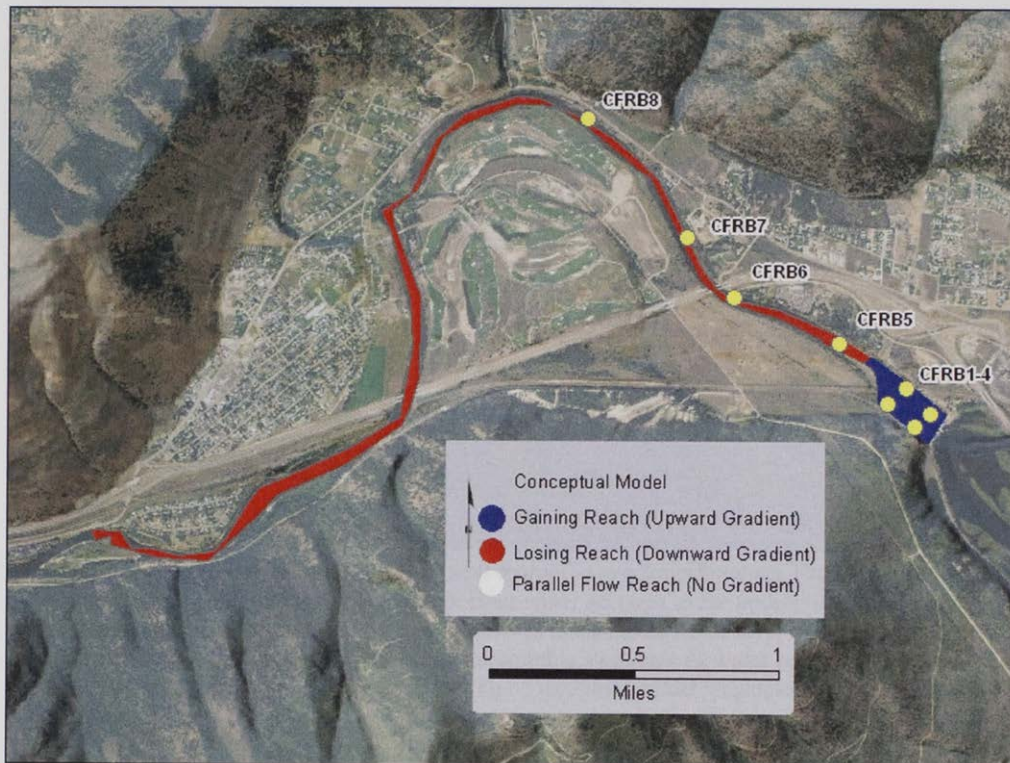 CFRB8
CFRB7
CFRB6
CFRB5
CFRB1-4
Conceptual Model
Gaining Reach (Upward Gradient)
Losing Reach (Downward Gradient)
Parallel Flow Reach (No Gradient)
0 0.5 1
Miles